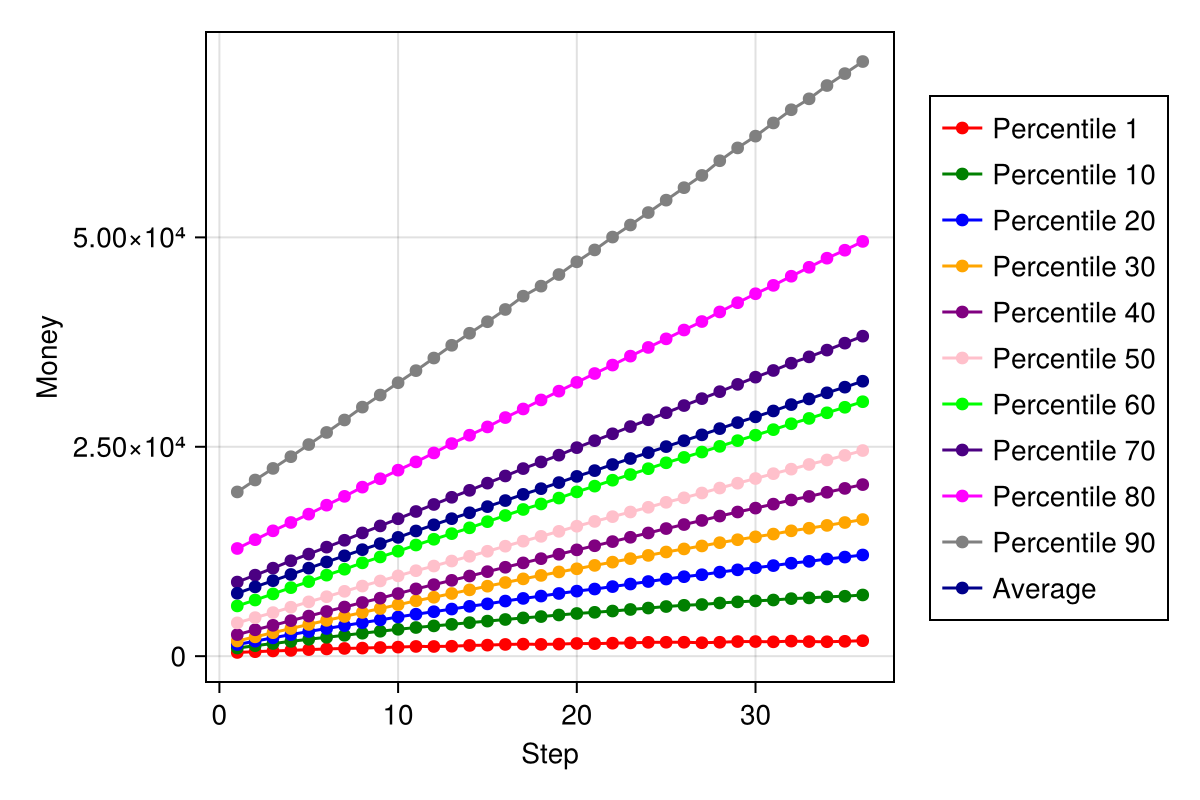 5.00×10⁴
2.50×10⁴
0
Money
0 10 20 30
Step
Percentile 1
Percentile 10
Percentile 20
Percentile 30
Percentile 40
Percentile 50
Percentile 60
Percentile 70
Percentile 80
Percentile 90
Average